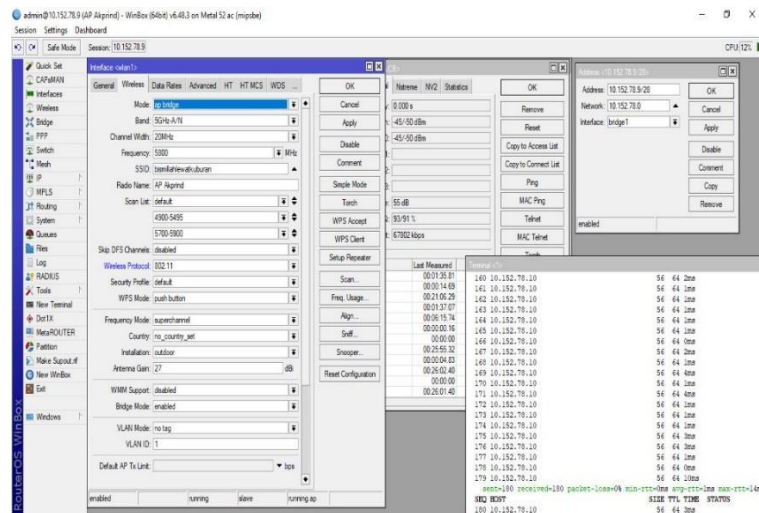 admin@10.152.78.9 (AP Akprind) - WinBox (64bit) v6.48.3 on Metal 52 ac (mipsbe)
Session Settings Dashboard
Safe Mode Session: 10.152.78.9
CPU: 12%
Quick Set
CAPsMAN
Interfaces
Wireless
Bridge
PPP
Switch
Mesh
IP
MPLS
Routing
System
Queues
Files
Log
RADIUS
Tools
New Terminal
Dot1X
MetaROUTER
Partition
Make Supout.rif
New WinBox
Exit
Windows
RouterOS WinBox
Interface <wlan1>
General Wireless Data Rates Advanced HT HT MCS WDS ...
Mode: ap bridge
Band: 5GHz-A/N
Channel Width: 20MHz
Frequency: 5900 MHz
SSID: bismillahlewatkuburan
Radio Name: AP Akprind
Scan List: default
4900-5495
5700-5900
Skip DFS Channels: disabled
Wireless Protocol: 802.11
Security Profile: default
WPS Mode: push button
Frequency Mode: superchannel
Country: no_country_set
Installation: outdoor
Antenna Gain: 27 dBi
WMM Support: disabled
Bridge Mode: enabled
VLAN Mode: no tag
VLAN ID: 1
Default AP Tx Limit: bps
enabled running slave running ap
OK
Cancel
Apply
Disable
Comment
Simple Mode
Torch
WPS Accept
WPS Client
Setup Repeater
Scan...
Freq. Usage...
Align...
Sniff...
Snooper...
Reset Configuration
Nstreme NV2 Statistics
0.000 s
-45/-50 dBm
-45/-50 dBm
55 dB
93/91 %
67802 kbps
OK
Remove
Reset
Copy to Access List
Copy to Connect List
Ping
MAC Ping
Telnet
MAC Telnet
Torch
Last Measured
00:01:35.81
00:00:14.69
00:21:06.29
00:01:37.07
00:06:15.74
00:00:00.16
00:00:00
00:25:55.32
00:00:04.83
00:26:02.40
00:00:00
00:26:01.40
Address <10.152.78.9/28>
Address: 10.152.78.9/28
Network: 10.152.78.0
Interface: bridge1
OK
Cancel
Apply
Disable
Comment
Copy
Remove
enabled
Terminal <1>
160 10.152.78.10 56 64 2ms
161 10.152.78.10 56 64 1ms
162 10.152.78.10 56 64 1ms
163 10.152.78.10 56 64 1ms
164 10.152.78.10 56 64 1ms
165 10.152.78.10 56 64 1ms
166 10.152.78.10 56 64 0ms
167 10.152.78.10 56 64 2ms
168 10.152.78.10 56 64 4ms
169 10.152.78.10 56 64 4ms
170 10.152.78.10 56 64 1ms
171 10.152.78.10 56 64 1ms
172 10.152.78.10 56 64 1ms
173 10.152.78.10 56 64 1ms
174 10.152.78.10 56 64 1ms
175 10.152.78.10 56 64 3ms
176 10.152.78.10 56 64 3ms
177 10.152.78.10 56 64 1ms
178 10.152.78.10 56 64 0ms
179 10.152.78.10 56 64 10ms
sent=180 received=180 packet-loss=0% min-rtt=0ms avg-rtt=1ms max-rtt=14m
SEQ HOST SIZE TTL TIME STATUS
180 10.152.78.10 56 64 3ms